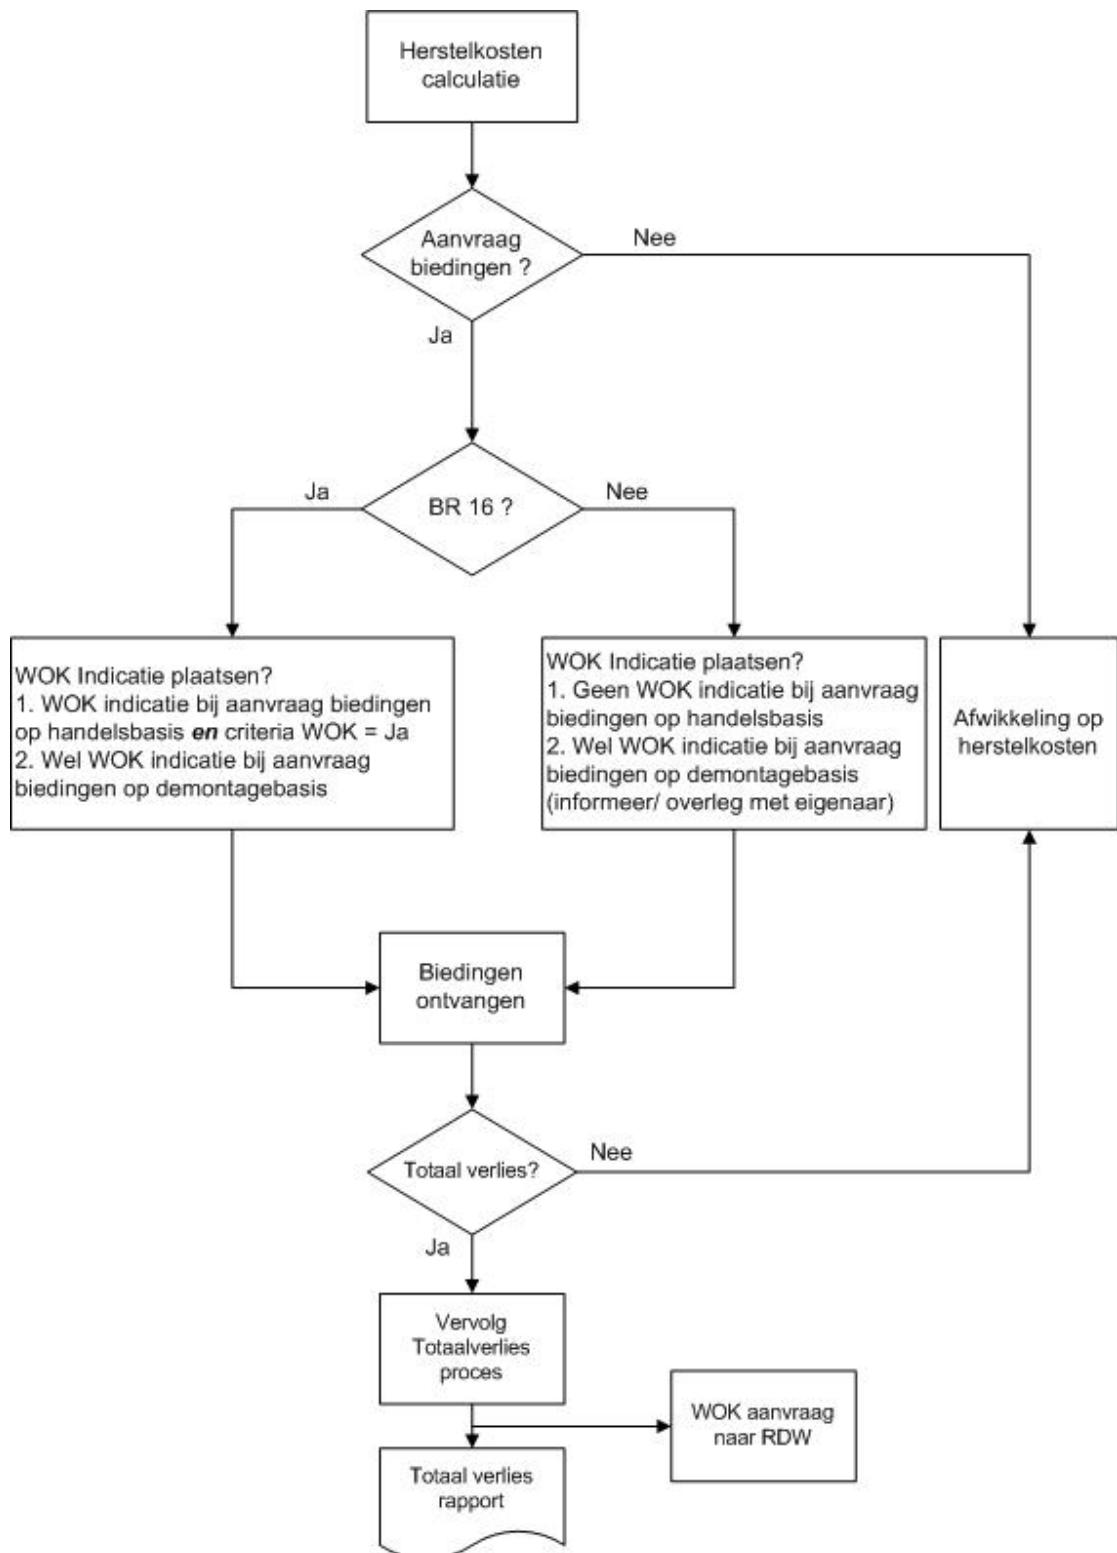 Herstelkosten
calculatie
Aanvraag
biedingen ?
Nee
Ja
BR 16 ?
Ja
Nee
WOK Indicatie plaatsen?
1. WOK indicatie bij aanvraag biedingen
op handelsbasis en criteria WOK = Ja
2. Wel WOK indicatie bij aanvraag
biedingen op demontagebasis
WOK Indicatie plaatsen?
1. Geen WOK indicatie bij aanvraag
biedingen op handelsbasis
2. Wel WOK indicatie bij aanvraag
biedingen op demontagebasis
(informeer/ overleg met eigenaar)
Afwikkeling op
herstelkosten
Biedingen
ontvangen
Totaal verlies?
Nee
Ja
Vervolg
Totaalverlies
proces
WOK aanvraag
naar RDW
Totaal verlies
rapport